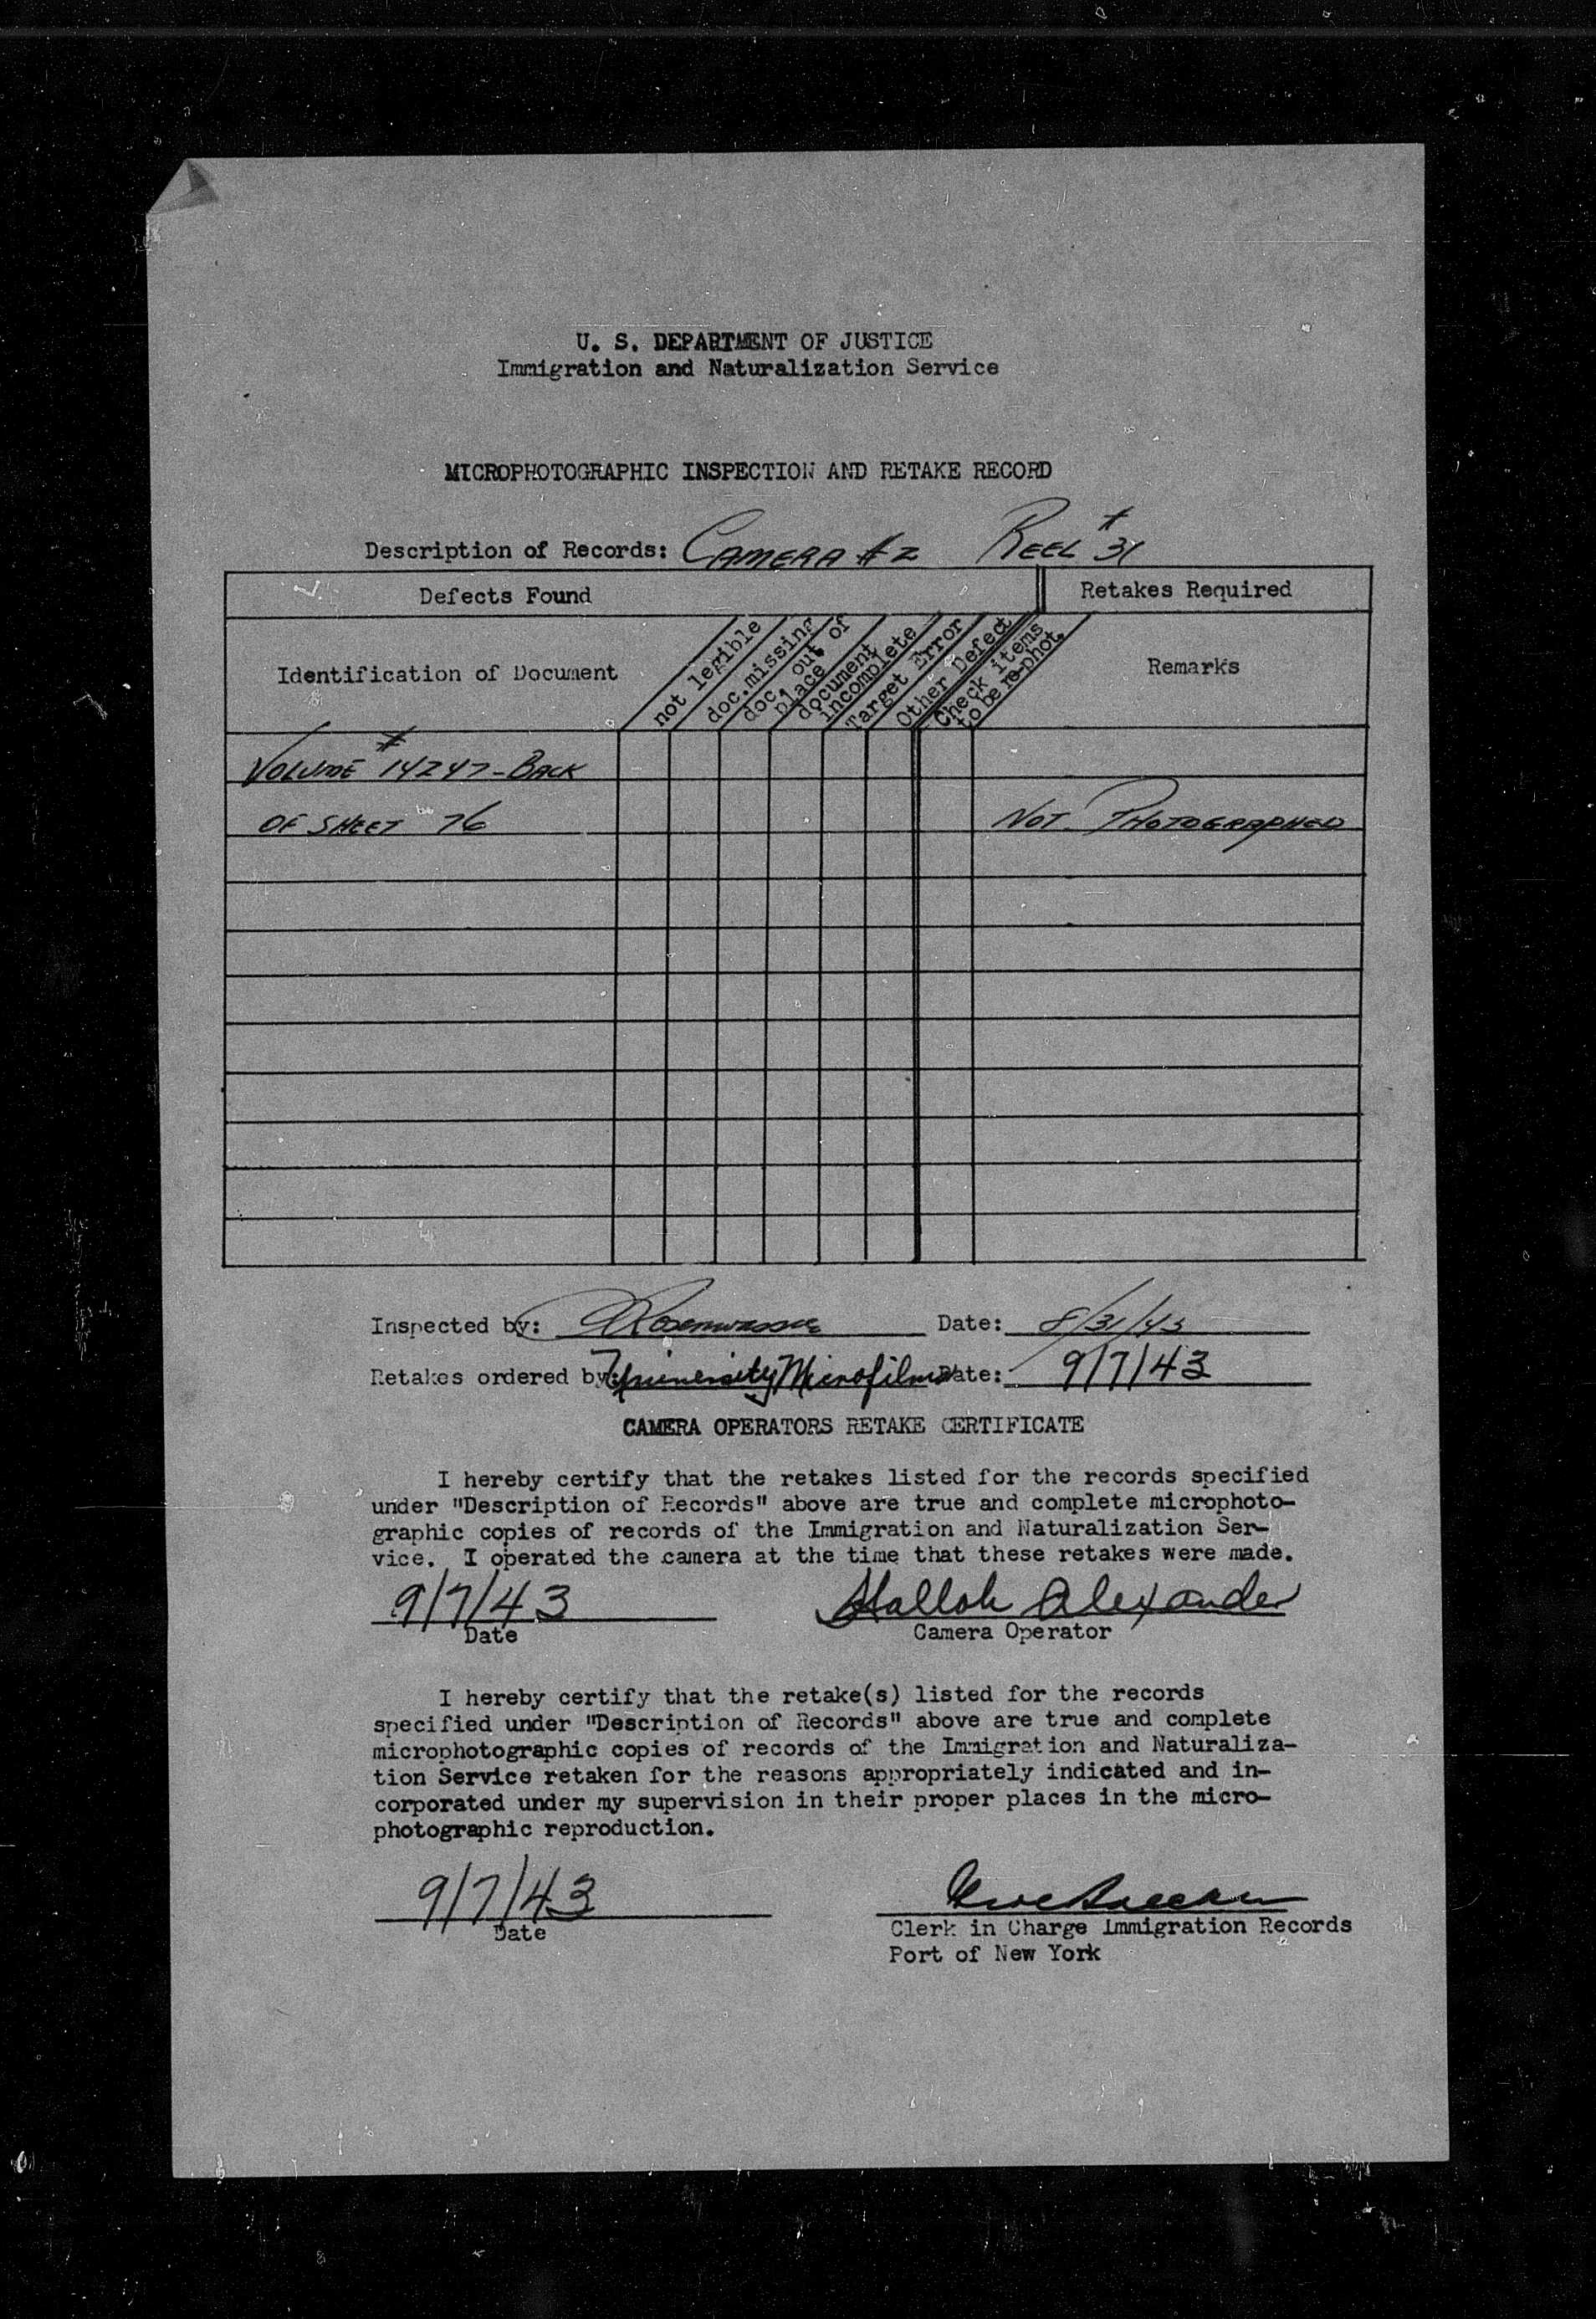 U. S. DEPARTMENT OF JUSTICE
Immigration and Naturalization Service
MICROPHOTOGRAPHIC INSPECTION AND RETAKE RECORD
Description of Records: CAMERA #2 REEL #31
Defects Found
Retakes Required
Identification of Document
not legible
doc.missing
doc. out of place
document incomplete
Target Error
Other Defect
Check items to be re-phot.
Remarks
VOLUME #14247-BACK
OF SHEET 76
NOT PHOTOGRAPHED
Inspected by: Date: 8/31/43
Retakes ordered by: University Microfilms Date: 9/7/43
CAMERA OPERATORS RETAKE CERTIFICATE
I hereby certify that the retakes listed for the records specified
under "Description of Records" above are true and complete microphoto-
graphic copies of records of the Immigration and Naturalization Ser-
vice. I operated the camera at the time that these retakes were made.
9/7/43 Alexander
Date Camera Operator
I hereby certify that the retake(s) listed for the records
specified under "Description of Records" above are true and complete
microphotographic copies of records of the Immigration and Naturaliza-
tion Service retaken for the reasons appropriately indicated and in-
corporated under my supervision in their proper places in the micro-
photographic reproduction.
9/7/43
Date
Clerk in Charge Immigration Records
Port of New York